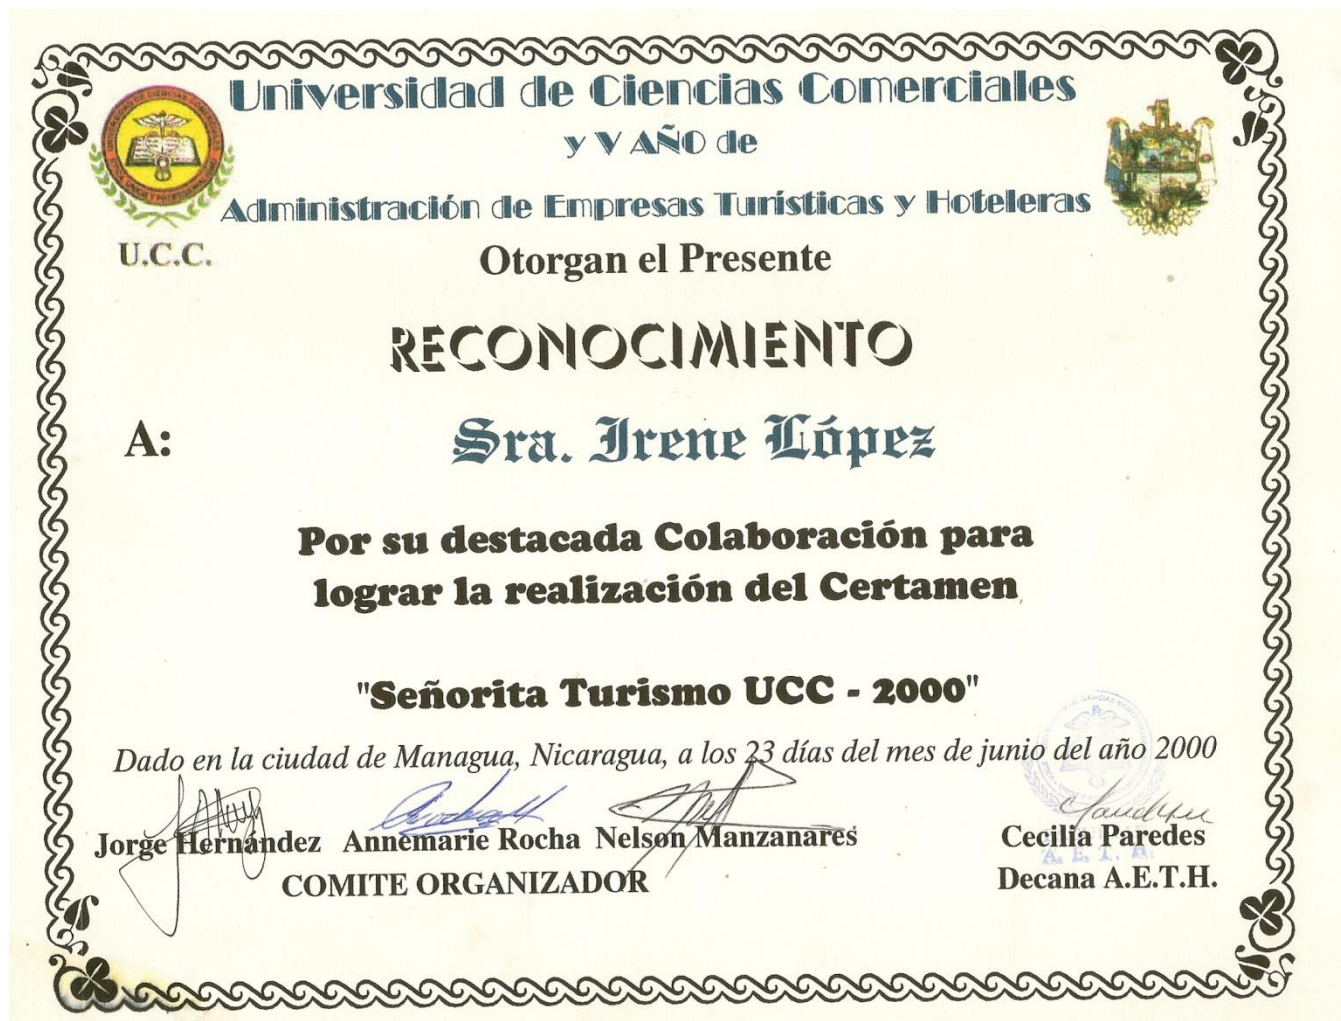 Universidad de Ciencias Comerciales
y V AÑO de
Administración de Empresas Turísticas y Hoteleras
U.C.C.
Otorgan el Presente
RECONOCIMIENTO
A: Sra. Irene López
Por su destacada Colaboración para
lograr la realización del Certamen
"Señorita Turismo UCC - 2000"
Dado en la ciudad de Managua, Nicaragua, a los 23 días del mes de junio del año 2000
Jorge Hernández Annemarie Rocha Nelson Manzanares Cecilia Paredes
A. E. T. H.
COMITE ORGANIZADOR Decana A.E.T.H.